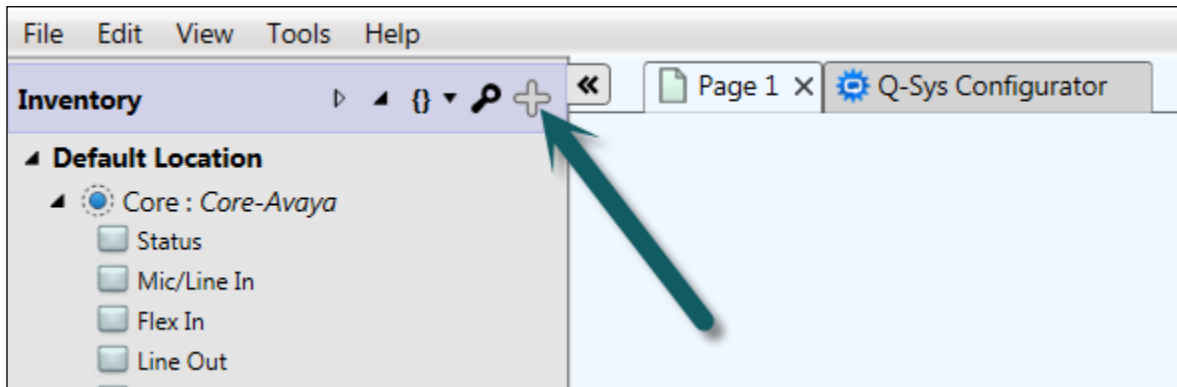 File Edit View Tools Help
Inventory {}
Page 1 Q-Sys Configurator
Default Location
Core : Core-Avaya
Status
Mic/Line In
Flex In
Line Out